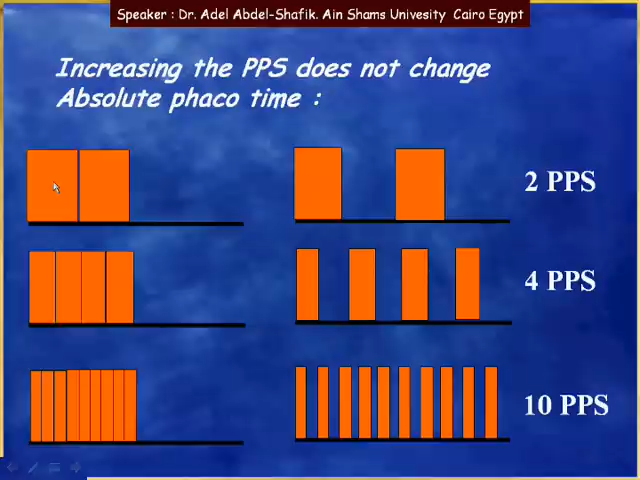 Speaker : Dr. Adel Abdel-Shafik. Ain Shams Univesity Cairo Egypt
Increasing the PPS does not change
Absolute phaco time :
2 PPS
4 PPS
10 PPS